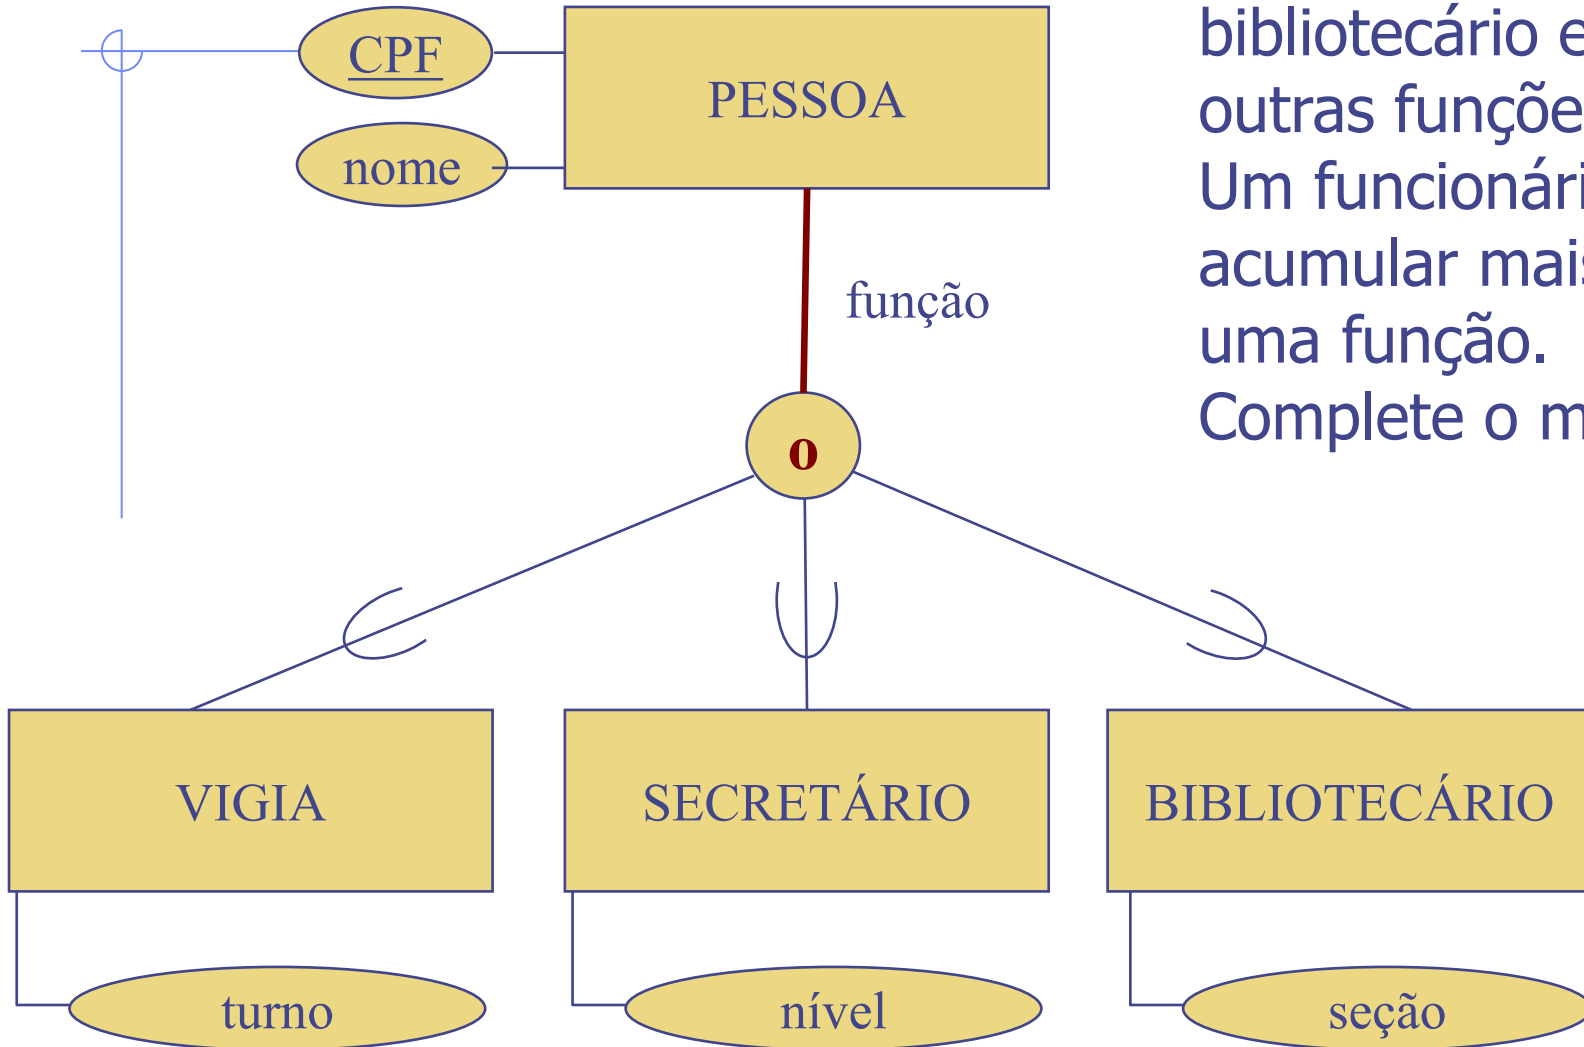 bibliotecário e
outras funçõe
Um funcionári
acumular mais
uma função.
Complete o m
CPF
PESSOA
nome
função
o
VIGIA
SECRETÁRIO
BIBLIOTECÁRIO
turno
nível
seção